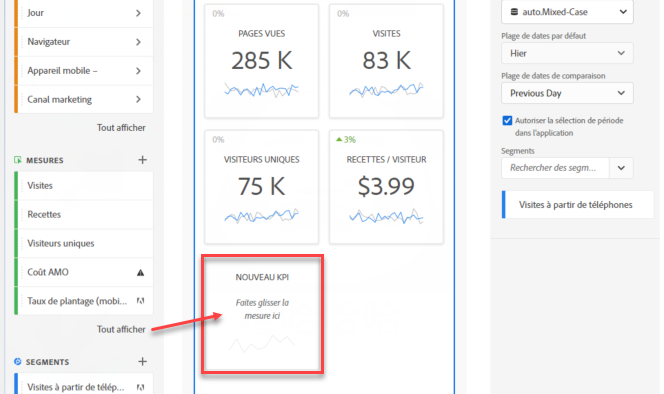 Jour
Navigateur
Appareil mobile –
Canal marketing
Tout afficher
MESURES
Visites
Recettes
Visiteurs uniques
Coût AMO
Taux de plantage (mobi...
Tout afficher
SEGMENTS
Visites à partir de télép...
0%
PAGES VUES
285 K
0%
VISITES
83 K
0%
VISITEURS UNIQUES
75 K
3%
RECETTES / VISITEUR
$3.99
NOUVEAU KPI
Faites glisser la
mesure ici
auto.Mixed-Case
Plage de dates par défaut
Hier
Plage de dates de comparaison
Previous Day
Autoriser la sélection de période
dans l'application
Segments
Rechercher des segm...
Visites à partir de téléphones